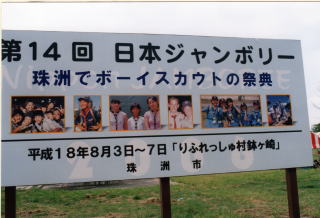 第14回 日本ジャンボリー
珠洲でボーイスカウトの祭典
平成18年8月3日~7日「りふれっしゅ村鉢ヶ崎」
珠洲市